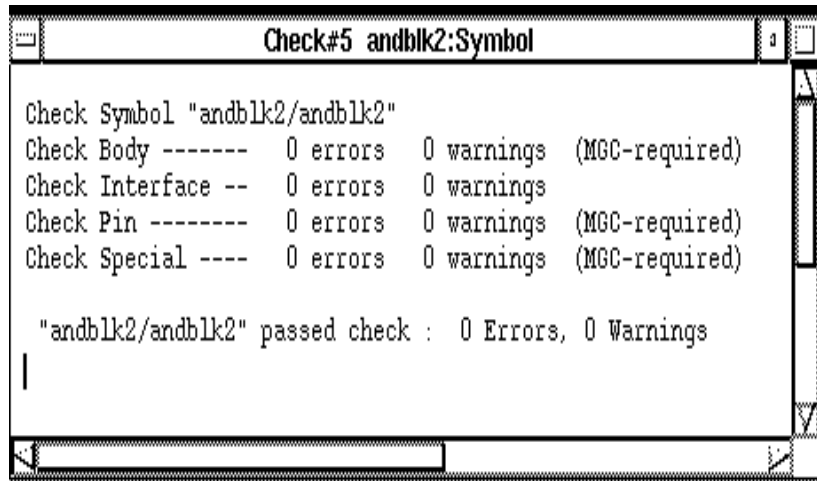 Check#5 andblk2:Symbol
Check Symbol "andblk2/andblk2"
Check Body ------- 0 errors 0 warnings (MGC-required)
Check Interface -- 0 errors 0 warnings
Check Pin -------- 0 errors 0 warnings (MGC-required)
Check Special ---- 0 errors 0 warnings (MGC-required)
"andblk2/andblk2" passed check : 0 Errors, 0 Warnings